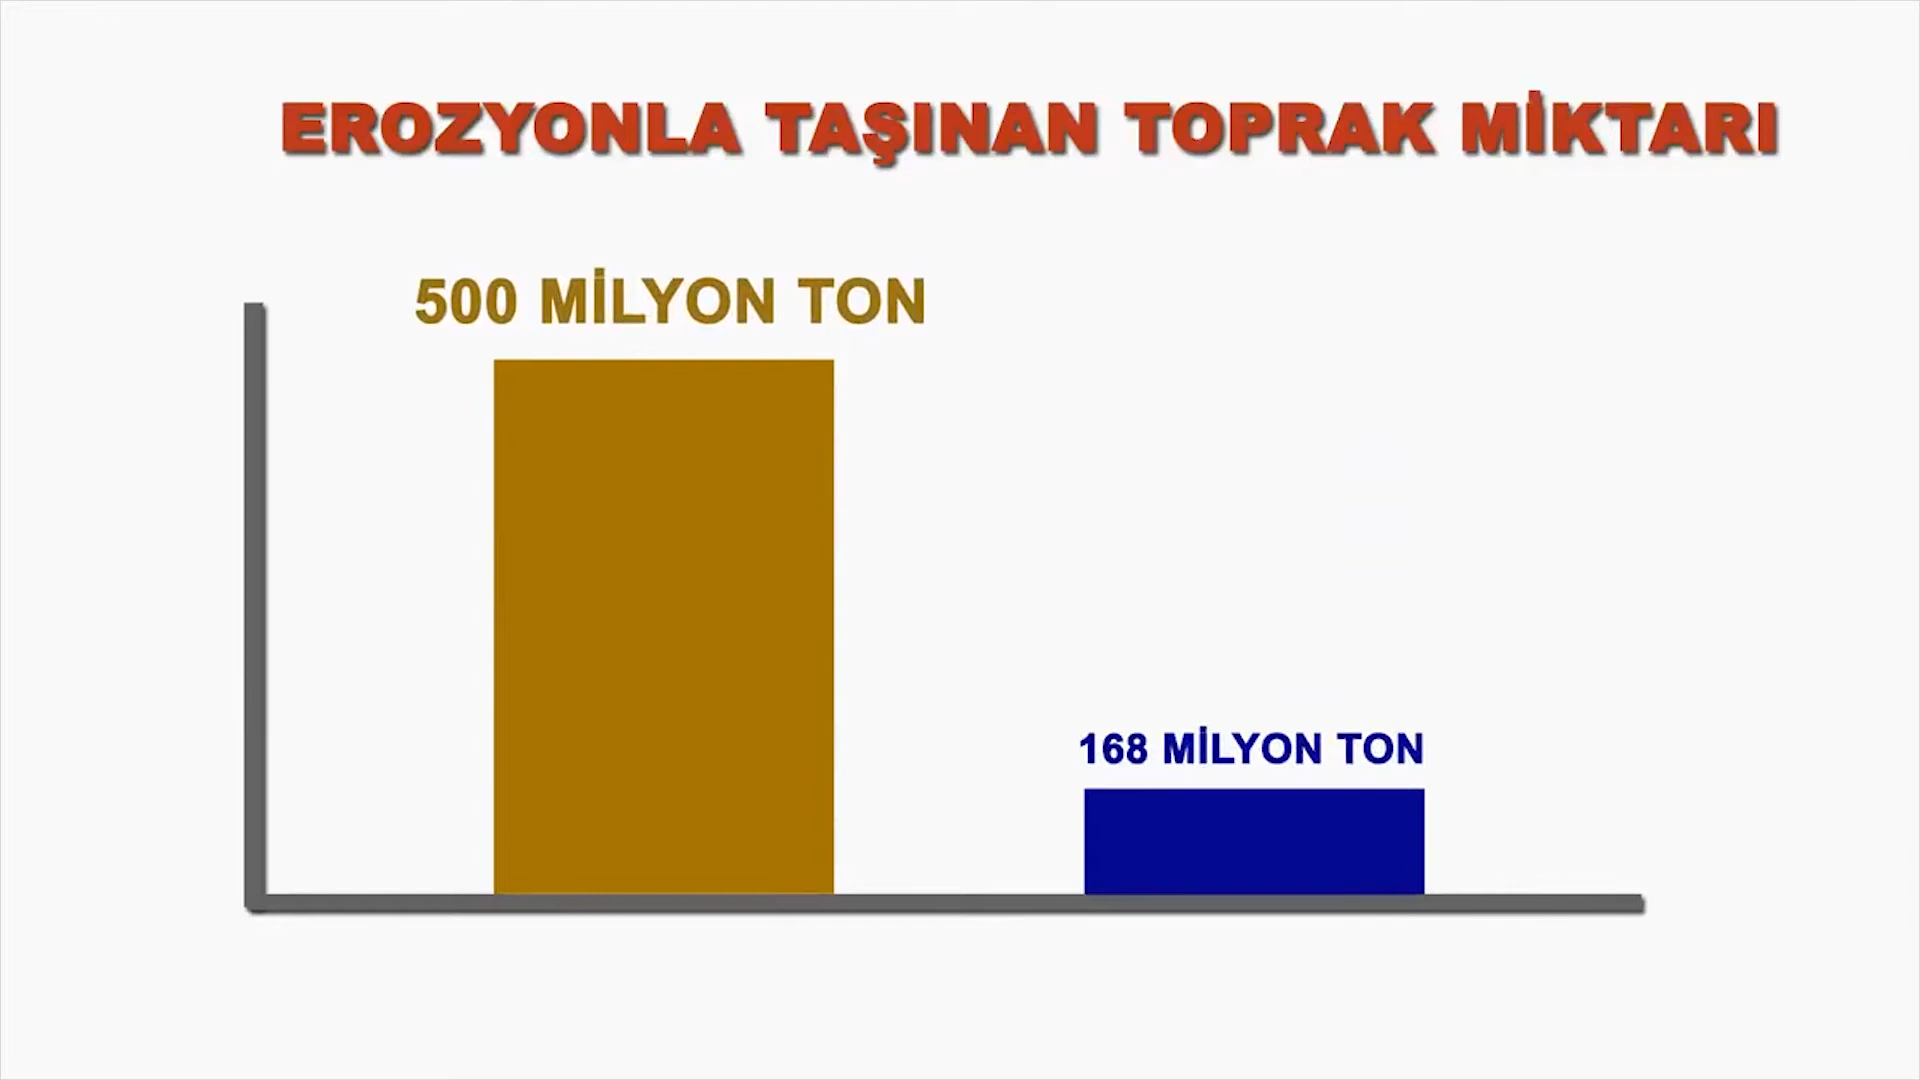 EROZYONLA TAŞINAN TOPRAK MİKTARI
500 MİLYON TON
168 MİLYON TON